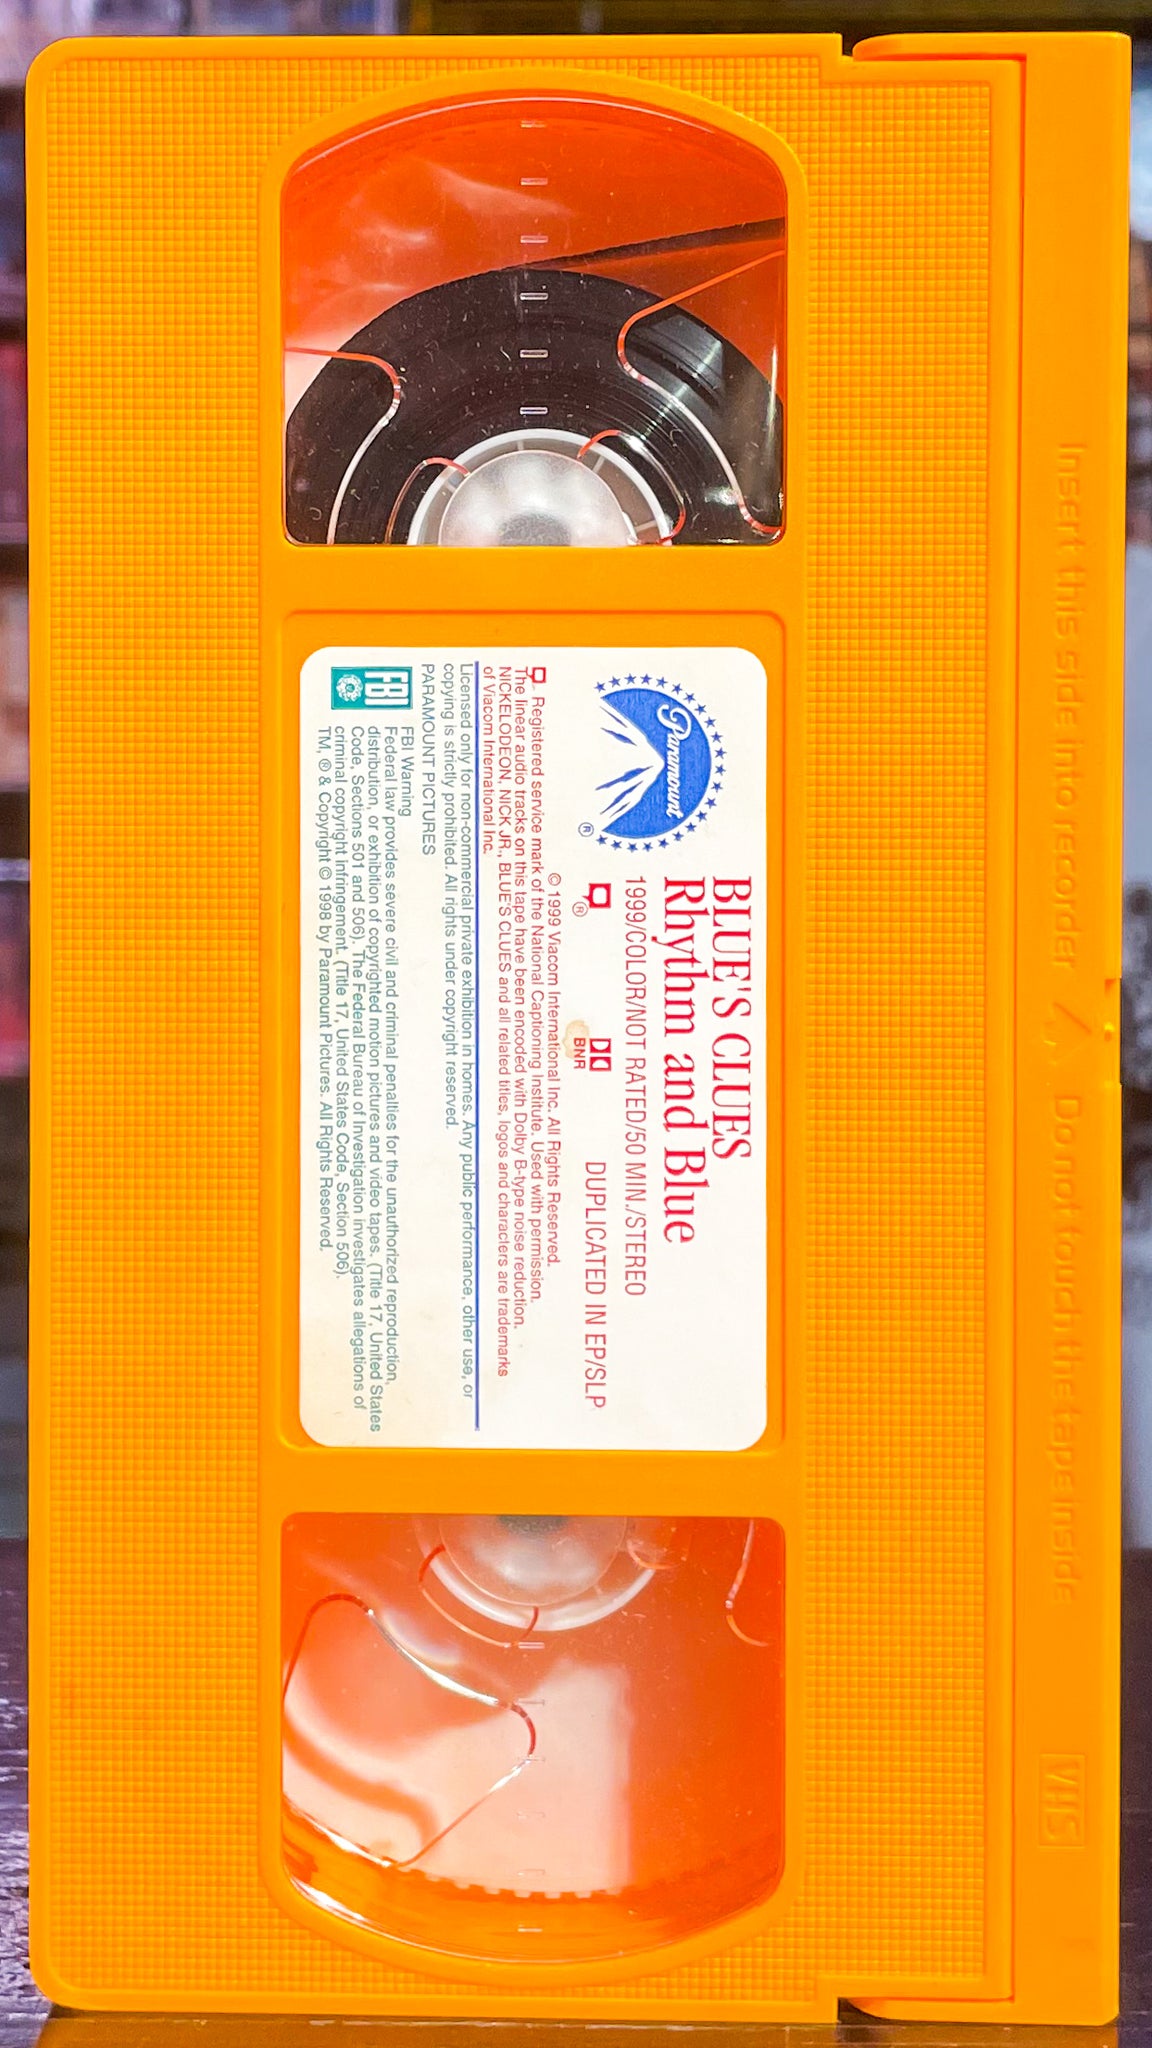 Insert this side into recorder Do not touch the tape inside
VHS
Paramount
®
BLUE'S CLUES
Rhythm and Blue
1999/COLOR/NOT RATED/50 MIN./STEREO
®
BNR
DUPLICATED IN EP/SLP
© 1999 Viacom International Inc. All Rights Reserved.
Registered service mark of the National Captioning Institute. Used with permission.
The linear audio tracks on this tape have been encoded with Dolby B-type noise reduction.
NICKELODEON, NICK JR., BLUE'S CLUES and all related titles, logos and characters are trademarks
of Viacom International Inc.
Licensed only for non-commercial private exhibition in homes. Any public performance, other use, or
copying is strictly prohibited. All rights under copyright reserved.
PARAMOUNT PICTURES
FBI
FBI Warning
Federal law provides severe civil and criminal penalties for the unauthorized reproduction,
distribution, or exhibition of copyrighted motion pictures and video tapes. (Title 17, United States
Code, Sections 501 and 506). The Federal Bureau of Investigation investigates allegations of
criminal copyright infringement. (Title 17, United States Code, Section 506).
TM, ® & Copyright © 1998 by Paramount Pictures. All Rights Reserved.